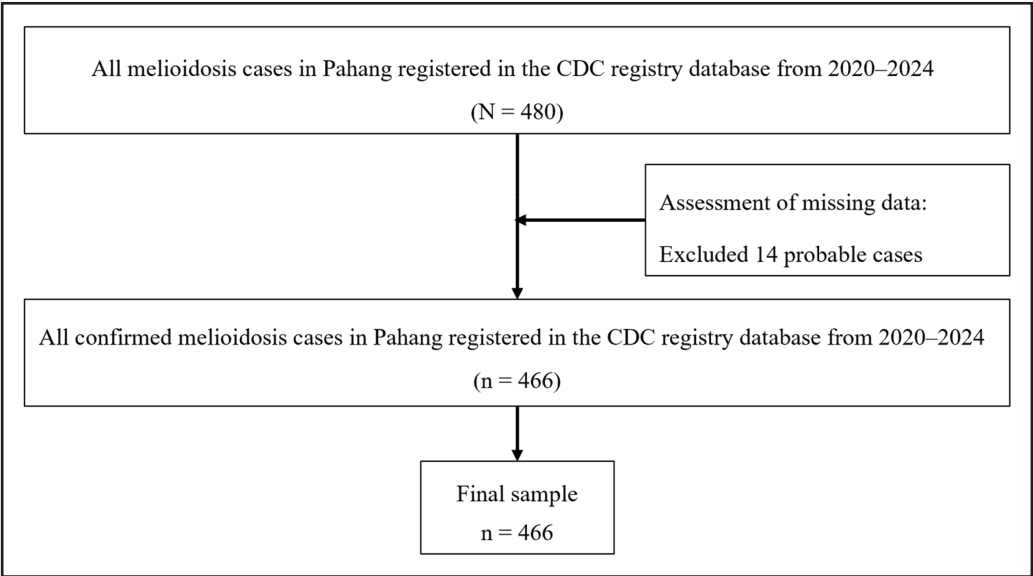 All melioidosis cases in Pahang registered in the CDC registry database from 2020–2024
(N = 480)
Assessment of missing data:
Excluded 14 probable cases
All confirmed melioidosis cases in Pahang registered in the CDC registry database from 2020–2024
(n = 466)
Final sample
n = 466